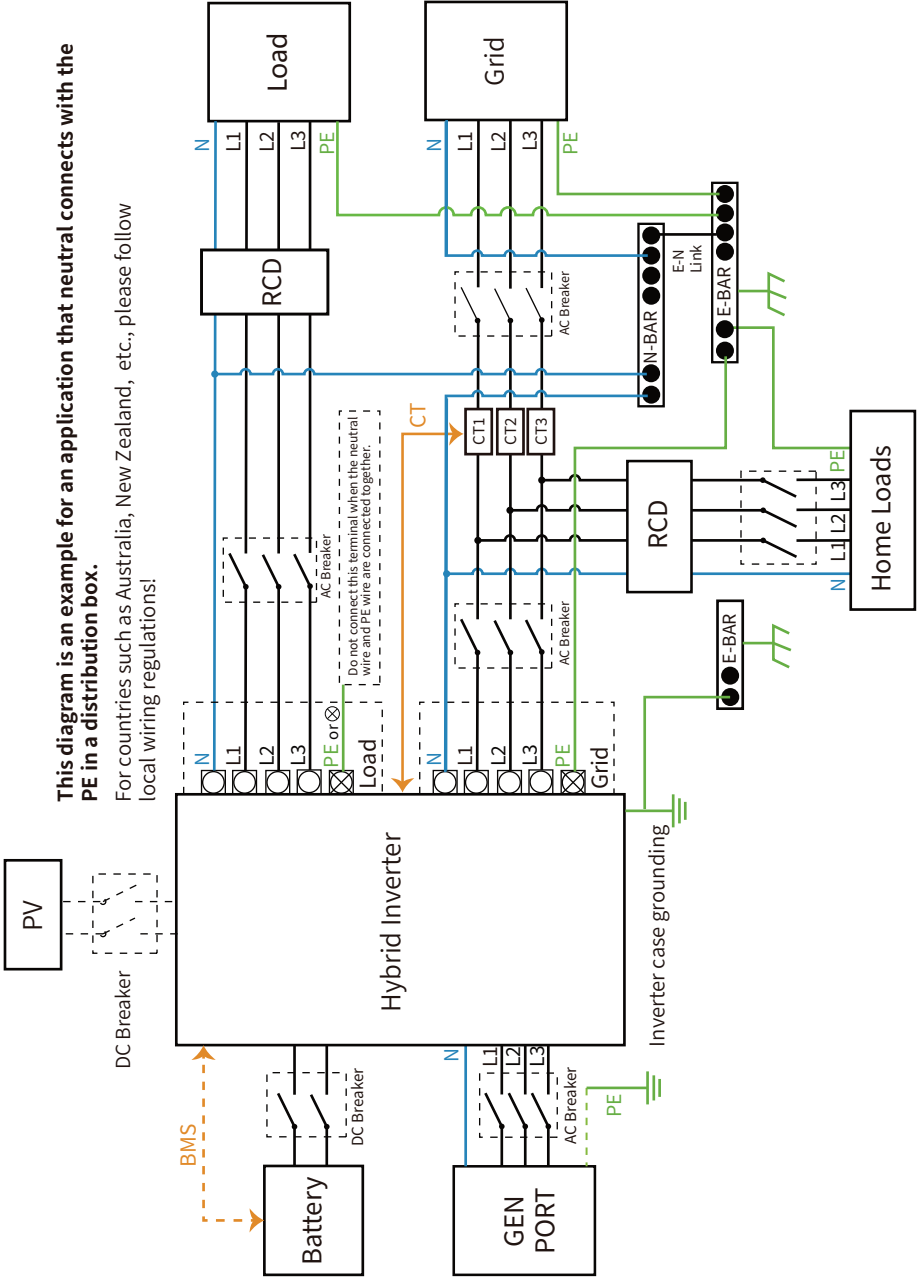 This diagram is an example for an application that neutral connects with the
PE in a distribution box.
For countries such as Australia, New Zealand, etc., please follow
local wiring regulations!
PV
DC Breaker
BMS
Battery
DC Breaker
Hybrid Inverter
GEN
PORT
N
L1
L2
L3
AC Breaker
PE
Inverter case grounding
N
L1
L2
L3
PE or
Load
AC Breaker
RCD
N
L1
L2
L3
PE
Load
Do not connect this terminal when the neutral
wire and PE wire are connected together.
CT
N
L1
L2
L3
PE
Grid
AC Breaker
CT1
CT2
CT3
AC Breaker
N
L1
L2
L3
PE
Grid
N-BAR
E-N
Link
E-BAR
RCD
E-BAR
N
L1
L2
L3
PE
Home Loads